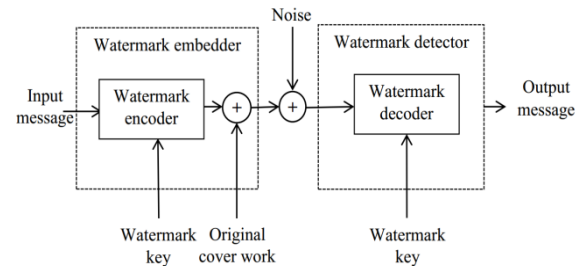 Noise
Watermark embedder
Watermark detector
Input
message
Watermark
encoder
+
+
Watermark
decoder
Output
message
Watermark
key
Original
cover work
Watermark
key